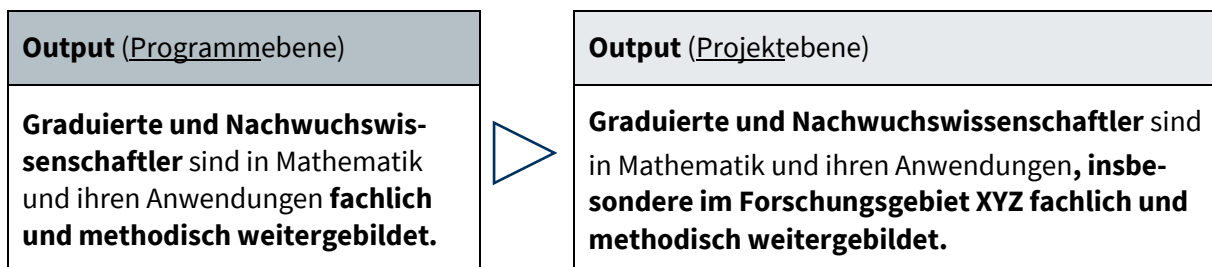 Output (Programmebene)
Graduierte und Nachwuchswis-
senschaftler sind in Mathematik
und ihren Anwendungen fachlich
und methodisch weitergebildet.
Output (Projektebene)
Graduierte und Nachwuchswissenschaftler sind
in Mathematik und ihren Anwendungen, insbe-
sondere im Forschungsgebiet XYZ fachlich und
methodisch weitergebildet.